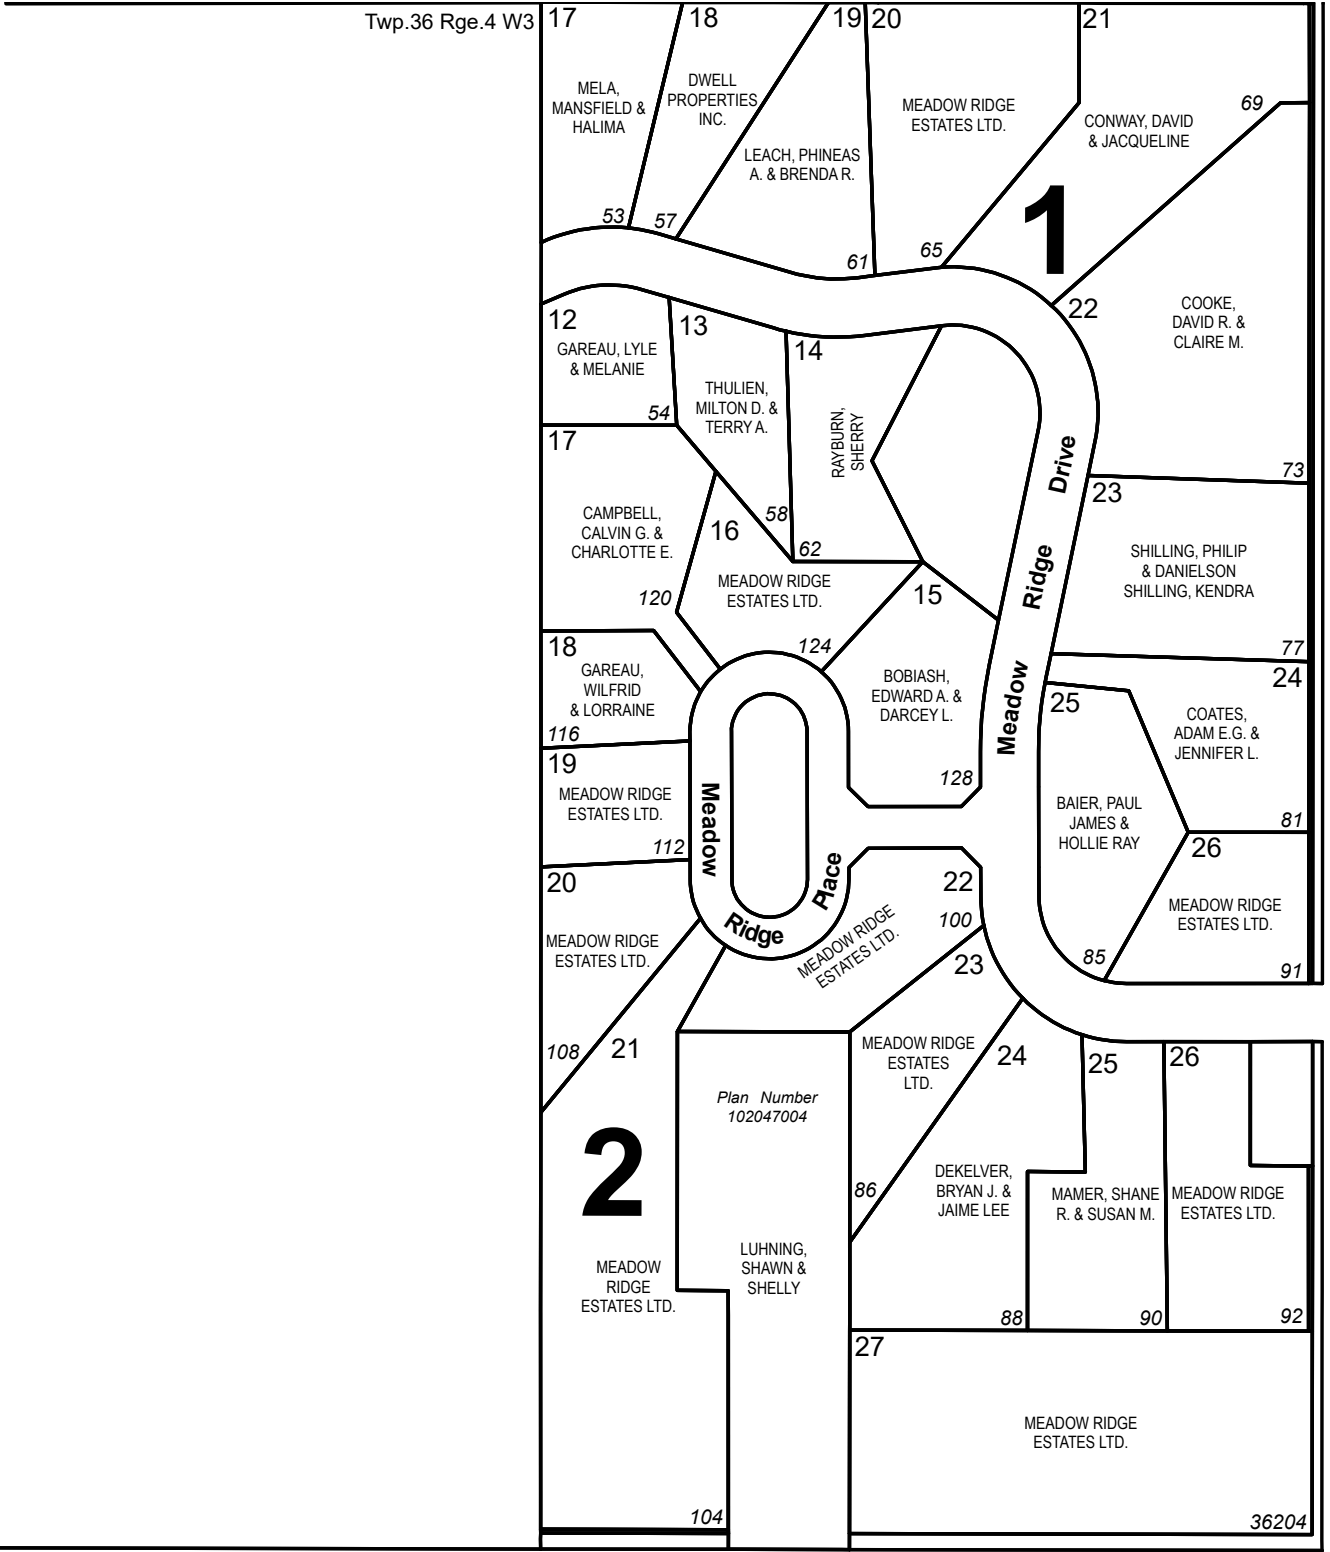 Twp.36 Rge.4 W3
17
MELA,
MANSFIELD &
HALIMA
53
18
DWELL
PROPERTIES
INC.
57
19
LEACH, PHINEAS
A. & BRENDA R.
61
20
MEADOW RIDGE
ESTATES LTD.
65
21
CONWAY, DAVID
& JACQUELINE
69
1
22
COOKE,
DAVID R. &
CLAIRE M.
73
12
GAREAU, LYLE
& MELANIE
54
13
THULIEN,
MILTON D. &
TERRY A.
58
14
RAYBURN,
SHERRY
62
Meadow Ridge Drive
23
SHILLING, PHILIP
& DANIELSON
SHILLING, KENDRA
77
17
CAMPBELL,
CALVIN G. &
CHARLOTTE E.
120
16
MEADOW RIDGE
ESTATES LTD.
124
15
BOBIASH,
EDWARD A. &
DARCEY L.
128
24
COATES,
ADAM E.G. &
JENNIFER L.
81
25
BAIER, PAUL
JAMES &
HOLLIE RAY
85
26
MEADOW RIDGE
ESTATES LTD.
91
18
GAREAU,
WILFRID
& LORRAINE
116
19
MEADOW RIDGE
ESTATES LTD.
112
Meadow Ridge Place
20
MEADOW RIDGE
ESTATES LTD.
108
22
100
MEADOW RIDGE
ESTATES LTD.
21
2
MEADOW
RIDGE
ESTATES LTD.
104
Plan Number
102047004
LUHNING,
SHAWN &
SHELLY
23
MEADOW RIDGE
ESTATES
LTD.
86
24
DEKELVER,
BRYAN J. &
JAIME LEE
88
25
MAMER, SHANE
R. & SUSAN M.
90
26
MEADOW RIDGE
ESTATES LTD.
92
27
MEADOW RIDGE
ESTATES LTD.
36204